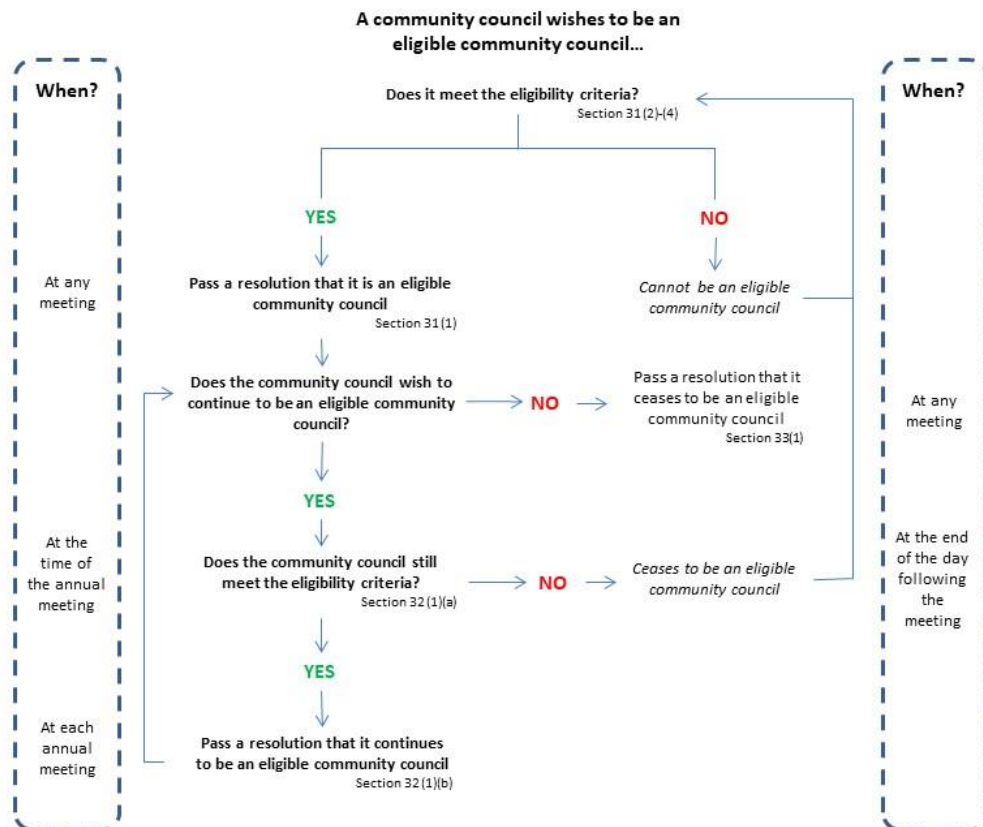 A community council wishes to be an
eligible community council...
When?
When?
Does it meet the eligibility criteria?
Section 31(2)-(4)
YES
NO
At any
meeting
Pass a resolution that it is an eligible
community council
Section 31(1)
Cannot be an eligible
community council
Does the community council wish to
continue to be an eligible community
council?
NO
Pass a resolution that it
ceases to be an eligible
community council
Section 33(1)
At any
meeting
YES
At the
time of
the annual
meeting
Does the community council still
meet the eligibility criteria?
Section 32(1)(a)
NO
Ceases to be an eligible
community council
At the end
of the day
following
the
meeting
YES
At each
annual
meeting
Pass a resolution that it continues
to be an eligible community council
Section 32(1)(b)